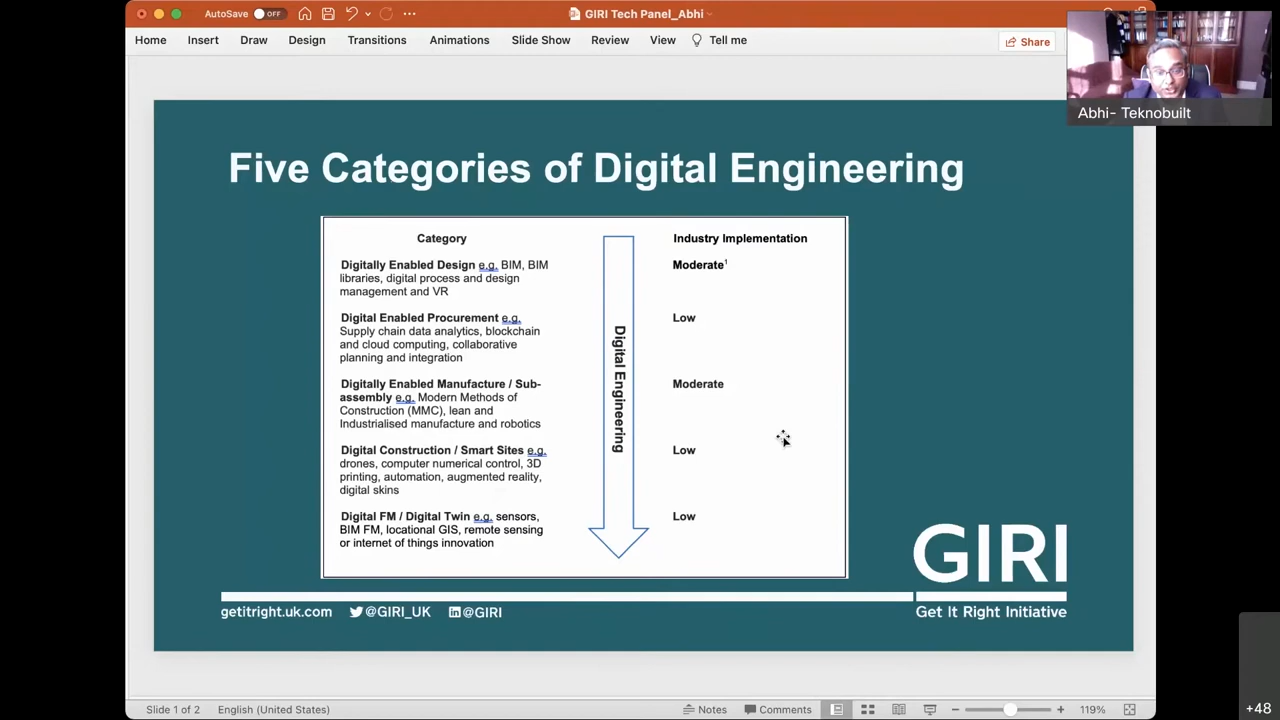 AutoSave OFF
GIRI Tech Panel_Abhi
Home Insert Draw Design Transitions Animations Slide Show Review View Tell me
Share
Abhi- Teknobuilt
Five Categories of Digital Engineering
Category
Industry Implementation
Digitally Enabled Design e.g. BIM, BIM
libraries, digital process and design
management and VR
Moderate¹
Digital Enabled Procurement e.g.
Supply chain data analytics, blockchain
and cloud computing, collaborative
planning and integration
Low
Digitally Enabled Manufacture / Sub-
assembly e.g. Modern Methods of
Construction (MMC), lean and
Industrialised manufacture and robotics
Moderate
Digital Construction / Smart Sites e.g.
drones, computer numerical control, 3D
printing, automation, augmented reality,
digital skins
Low
Digital FM / Digital Twin e.g. sensors,
BIM FM, locational GIS, remote sensing
or internet of things innovation
Low
Digital Engineering
GIRI
Get It Right Initiative
getitright.uk.com @GIRI_UK @GIRI
Slide 1 of 2 English (United States)
Notes Comments 119%
+48